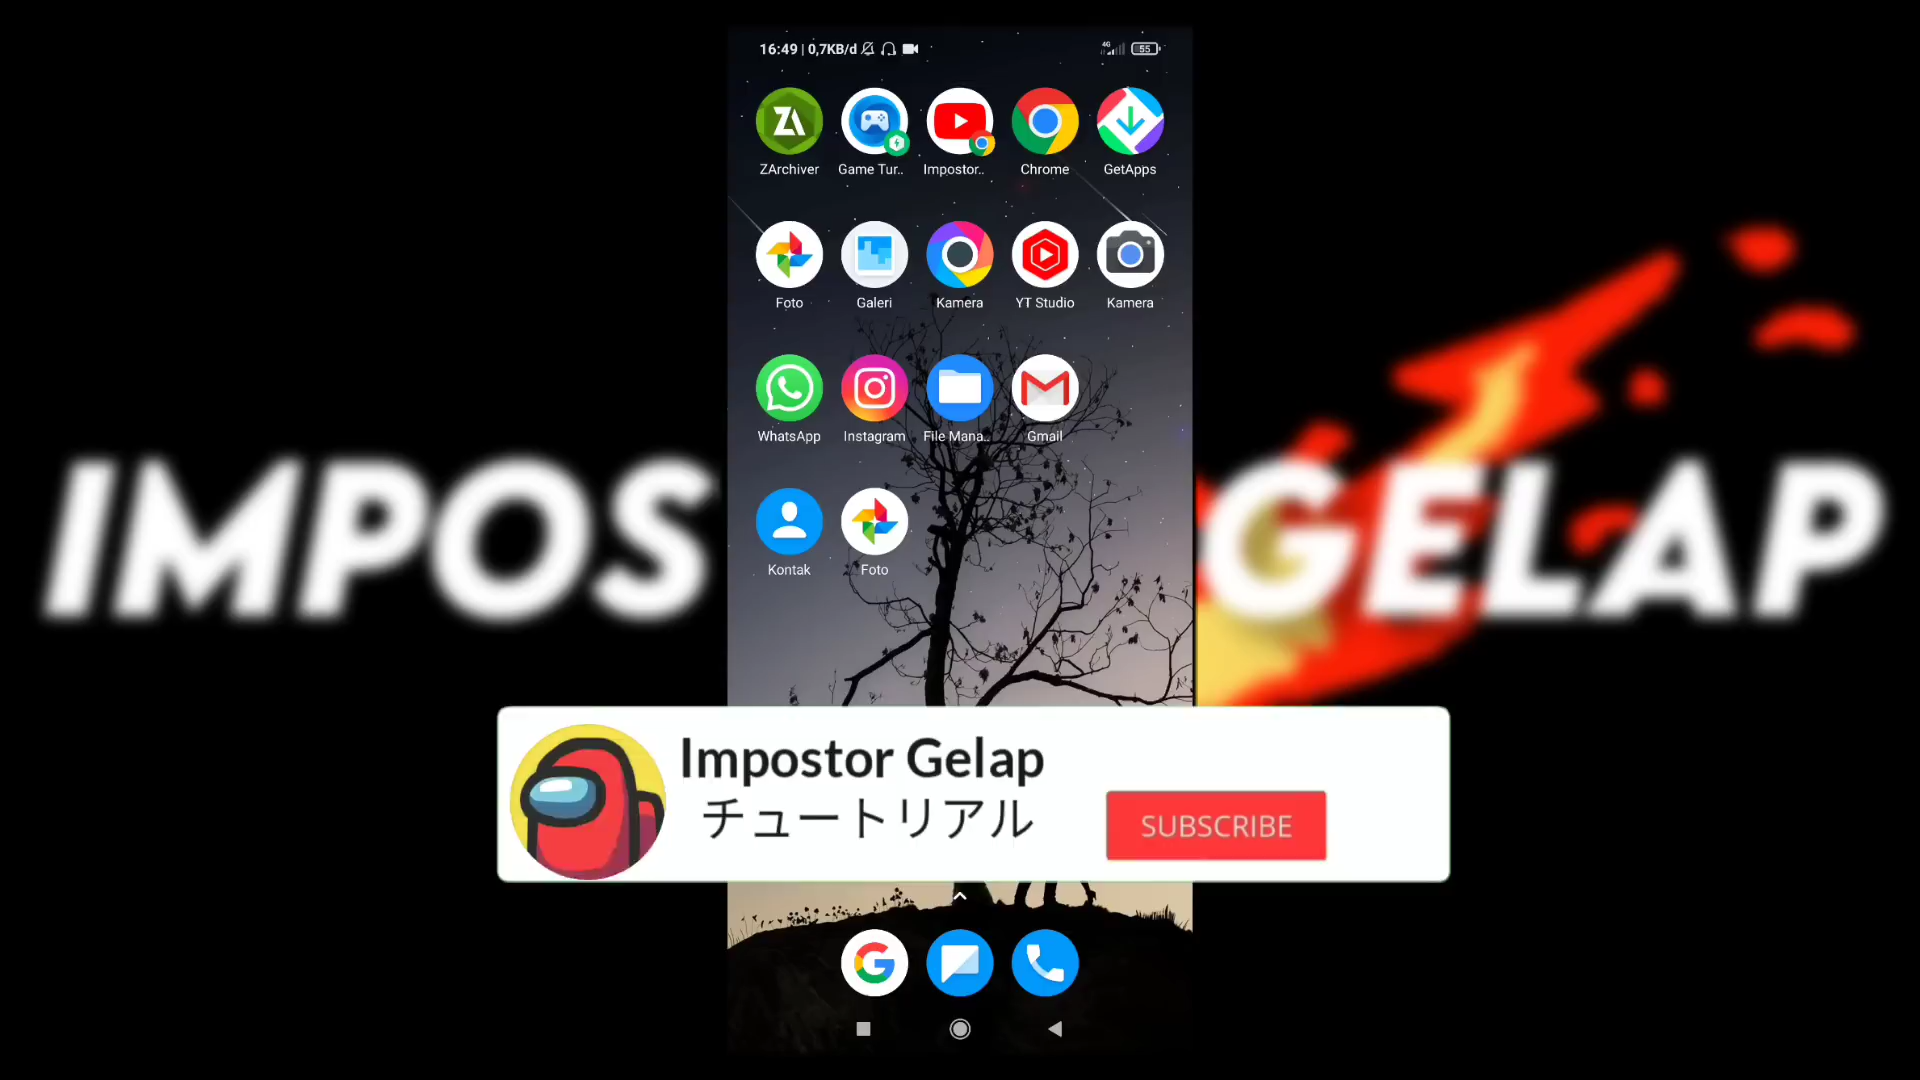 16:49 | 0,7KB/d
4G
55
ZArchiver
Game Tur..
Impostor..
Chrome
GetApps
Foto
Galeri
Kamera
YT Studio
Kamera
WhatsApp
Instagram
File Mana..
Gmail
Kontak
Foto
IMPOS GELAP
Impostor Gelap
チュートリアル
SUBSCRIBE